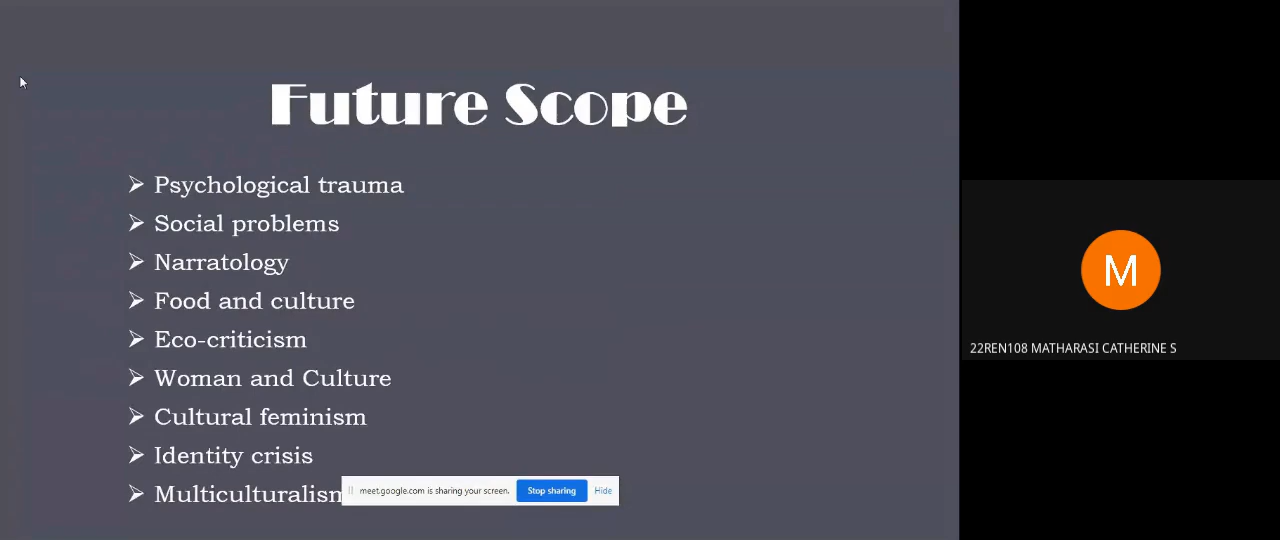 Future Scope
Psychological trauma
Social problems
Narratology
Food and culture
Eco-criticism
Woman and Culture
Cultural feminism
Identity crisis
Multiculturalism
meet.google.com is sharing your screen. Stop sharing Hide
M
22REN108 MATHARASI CATHERINE S